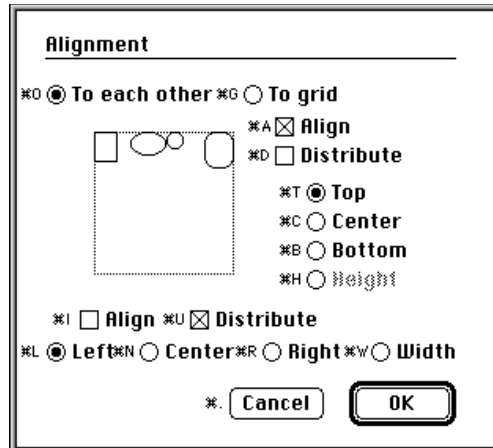 Alignment
⌘O To each other ⌘G To grid
⌘A Align
⌘D Distribute
⌘T Top
⌘C Center
⌘B Bottom
⌘H Height
⌘I Align ⌘U Distribute
⌘L Left ⌘N Center ⌘R Right ⌘W Width
⌘. Cancel OK